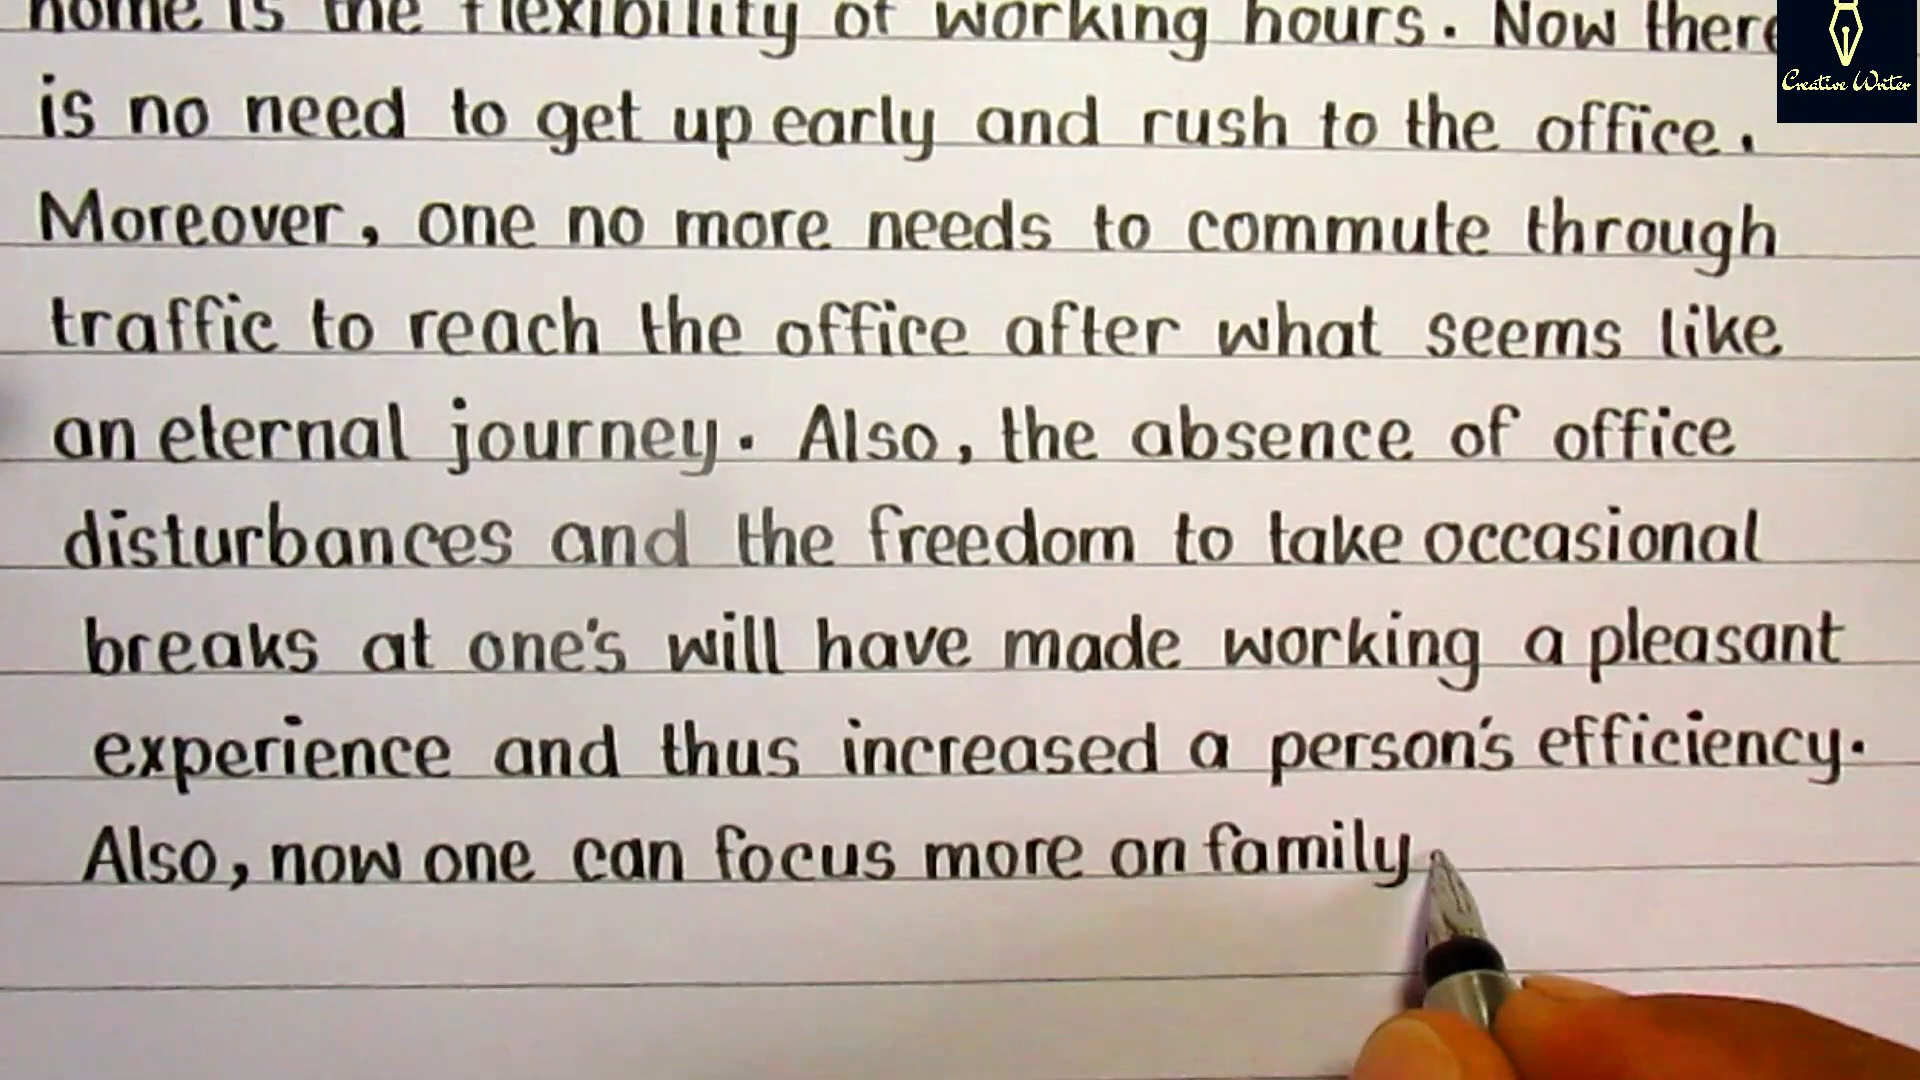 home is the flexibility of working hours. Now there
Creative Writer
is no need to get up early and rush to the office.
Moreover, one no more needs to commute through
traffic to reach the office after what seems like
an eternal journey. Also, the absence of office
disturbances and the freedom to take occasional
breaks at one's will have made working a pleasant
experience and thus increased a person's efficiency.
Also, now one can focus more on family.